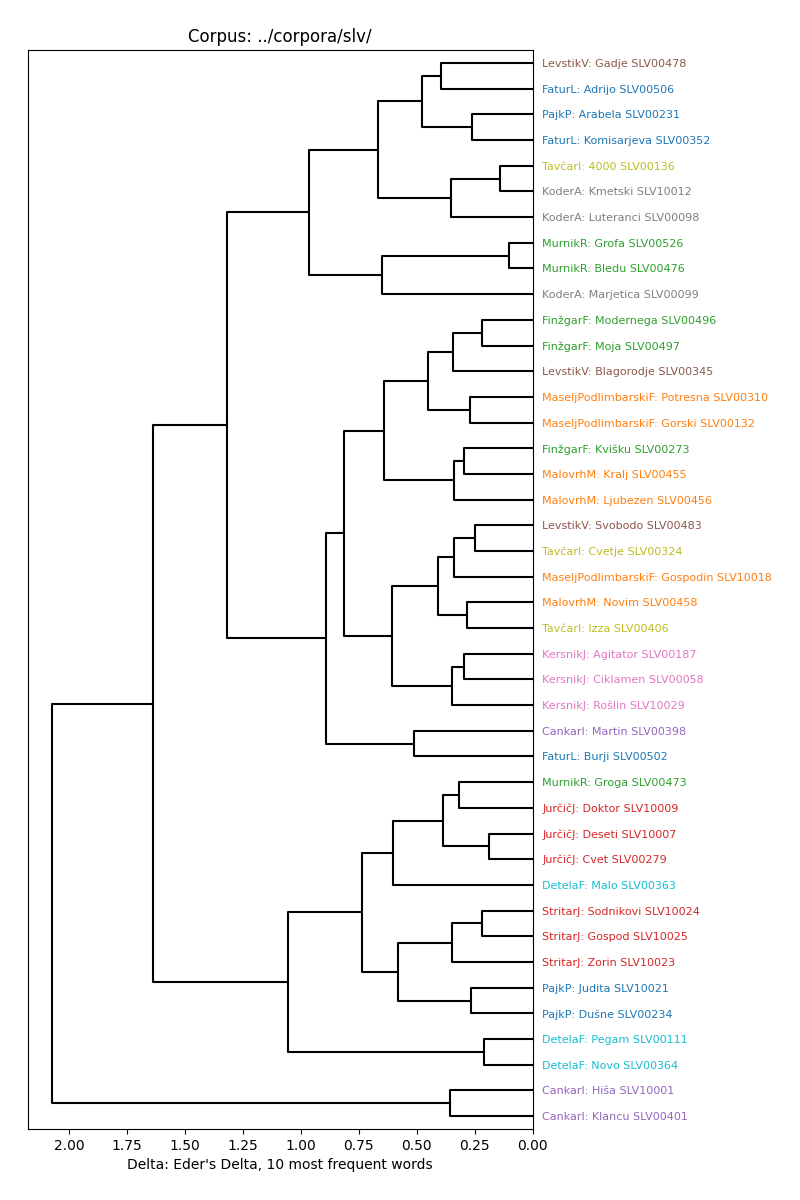 Corpus: ../corpora/slv/
LevstikV: Gadje SLV00478
FaturL: Adrijo SLV00506
PajkP: Arabela SLV00231
FaturL: Komisarjeva SLV00352
TavčarI: 4000 SLV00136
KoderA: Kmetski SLV10012
KoderA: Luteranci SLV00098
MurnikR: Grofa SLV00526
MurnikR: Bledu SLV00476
KoderA: Marjetica SLV00099
FinžgarF: Modernega SLV00496
FinžgarF: Moja SLV00497
LevstikV: Blagorodje SLV00345
MaseljPodlimbarskiF: Potresna SLV00310
MaseljPodlimbarskiF: Gorski SLV00132
FinžgarF: Kvišku SLV00273
MalovrhM: Kralj SLV00455
MalovrhM: Ljubezen SLV00456
LevstikV: Svobodo SLV00483
TavčarI: Cvetje SLV00324
MaseljPodlimbarskiF: Gospodin SLV10018
MalovrhM: Novim SLV00458
TavčarI: Izza SLV00406
KersnikJ: Agitator SLV00187
KersnikJ: Ciklamen SLV00058
KersnikJ: Rošlin SLV10029
CankarI: Martin SLV00398
FaturL: Burji SLV00502
MurnikR: Groga SLV00473
JurčičJ: Doktor SLV10009
JurčičJ: Deseti SLV10007
JurčičJ: Cvet SLV00279
DetelaF: Malo SLV00363
StritarJ: Sodnikovi SLV10024
StritarJ: Gospod SLV10025
StritarJ: Zorin SLV10023
PajkP: Judita SLV10021
PajkP: Dušne SLV00234
DetelaF: Pegam SLV00111
DetelaF: Novo SLV00364
CankarI: Hiša SLV10001
CankarI: Klancu SLV00401
2.00 1.75 1.50 1.25 1.00 0.75 0.50 0.25 0.00
Delta: Eder's Delta, 10 most frequent words